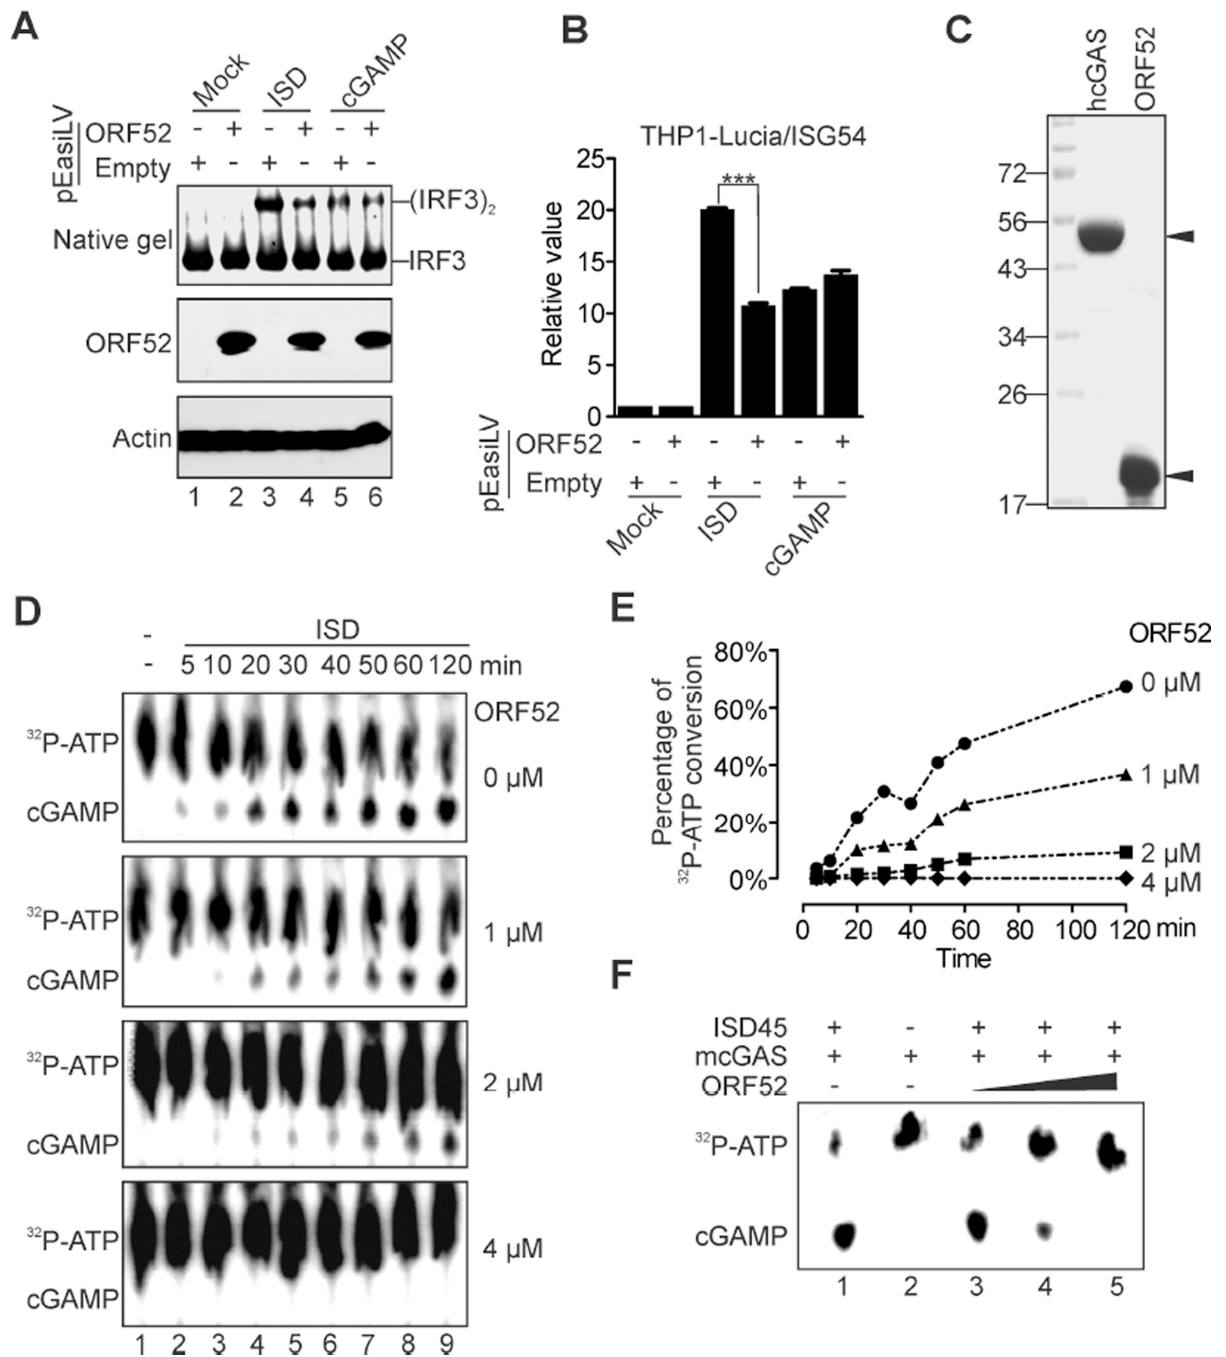 A
Mock ISD cGAMP
pEasiLV
ORF52 - + - + - +
Empty + - + - + -
Native gel
(IRF3)2
IRF3
ORF52
Actin
1 2 3 4 5 6
B
THP1-Lucia/ISG54
Relative value
25
20
15
10
5
0
***
pEasiLV
ORF52 - + - + - +
Empty + - + - + -
Mock ISD cGAMP
C
hcGAS ORF52
72
56
43
34
26
17
D
- ISD
- 5 10 20 30 40 50 60 120 min
ORF52
32P-ATP
0 µM
cGAMP
32P-ATP
1 µM
cGAMP
32P-ATP
2 µM
cGAMP
32P-ATP
4 µM
cGAMP
1 2 3 4 5 6 7 8 9
E
ORF52
Percentage of
32P-ATP conversion
80%
60%
40%
20%
0%
0 µM
1 µM
2 µM
4 µM
0 20 40 60 80 100 120 min
Time
F
ISD45 + - + + +
mcGAS + + + + +
ORF52 - -
32P-ATP
cGAMP
1 2 3 4 5